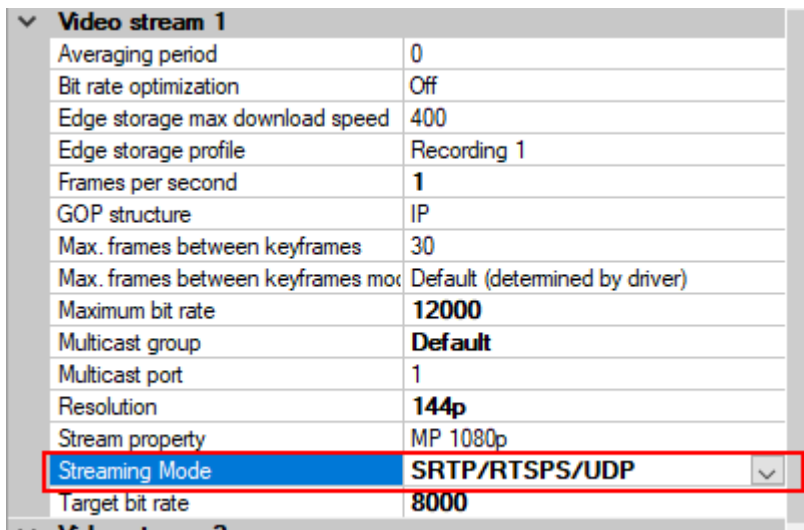 Video stream 1
Averaging period 0
Bit rate optimization Off
Edge storage max download speed 400
Edge storage profile Recording 1
Frames per second 1
GOP structure IP
Max. frames between keyframes 30
Max. frames between keyframes mod Default (determined by driver)
Maximum bit rate 12000
Multicast group Default
Multicast port 1
Resolution 144p
Stream property MP 1080p
Streaming Mode SRTP/RTSPS/UDP
Target bit rate 8000